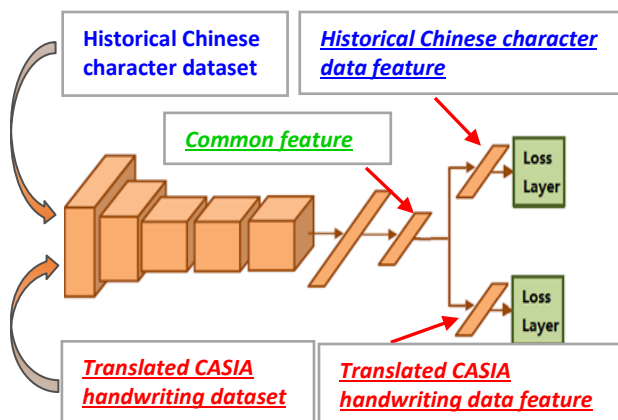 Historical Chinese
character dataset
Historical Chinese character
data feature
Common feature
Loss
Layer
Loss
Layer
Translated CASIA
handwriting dataset
Translated CASIA
handwriting data feature